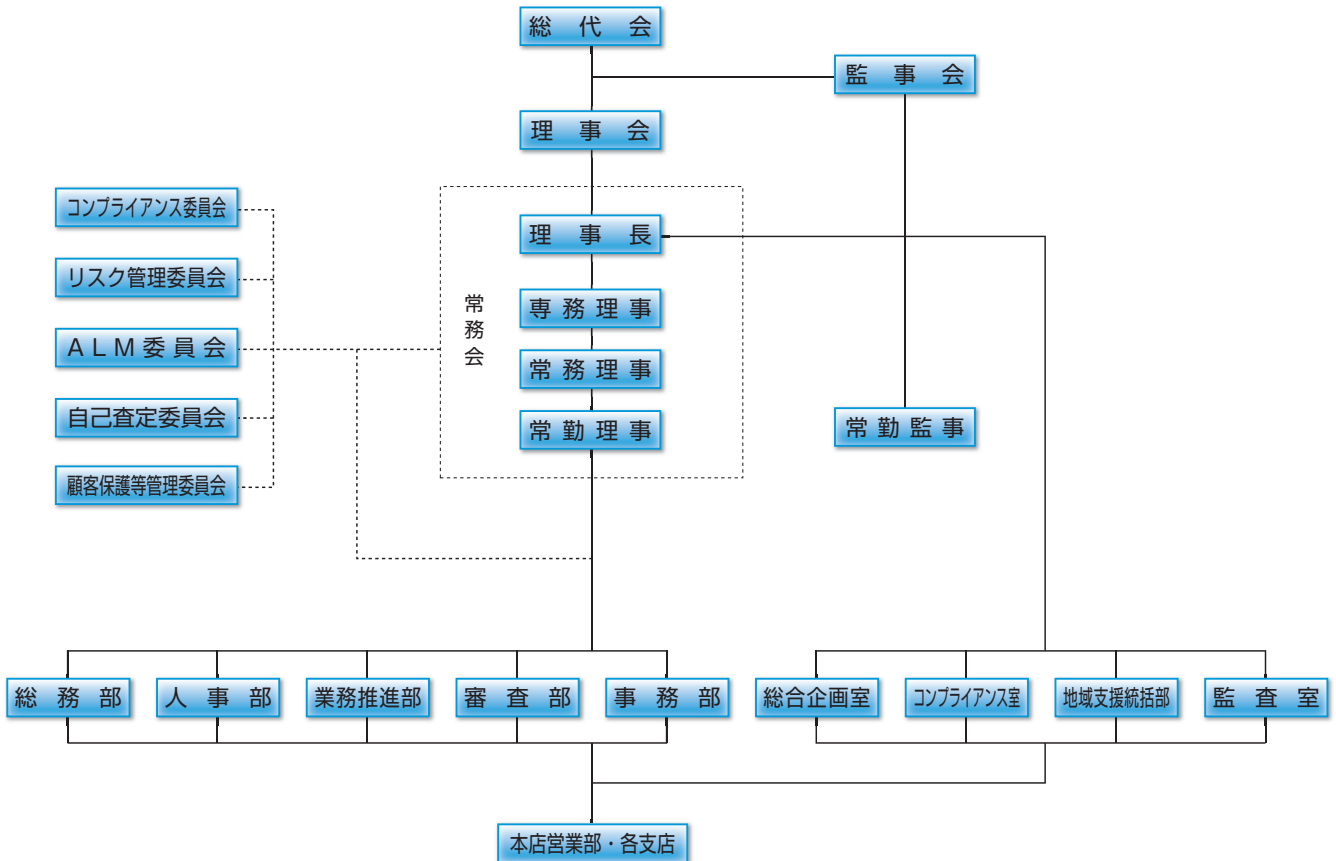 総代会
監事会
理事会
コンプライアンス委員会
リスク管理委員会
ALM委員会
自己査定委員会
顧客保護等管理委員会
常務会
理事長
専務理事
常務理事
常勤理事
常勤監事
総務部
人事部
業務推進部
審査部
事務部
総合企画室
コンプライアンス室
地域支援統括部
監査室
本店営業部・各支店